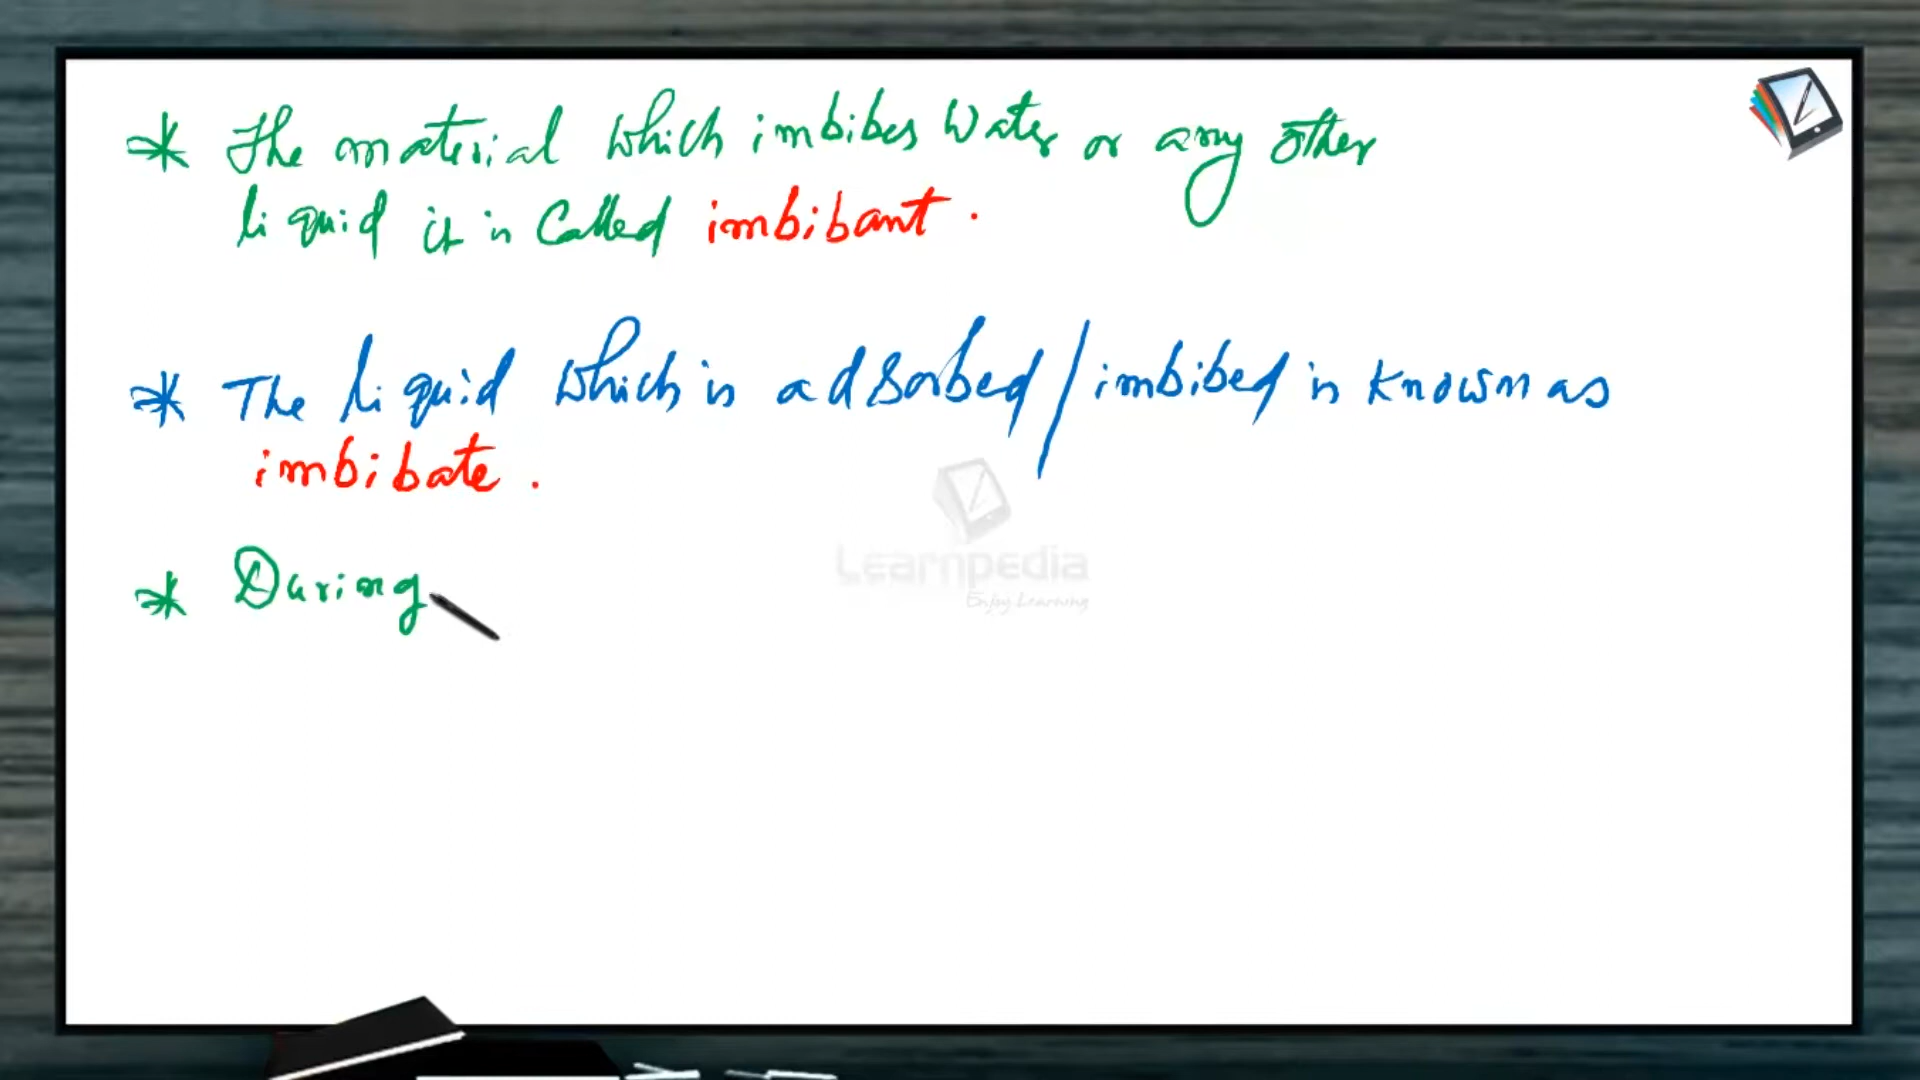 * The material which imbibes Water or any other
liquid it is Called imbibant.
* The liquid which is adsorbed/imbibed is known as
imbibate.
Learnpedia
Enjoy Learning
* During